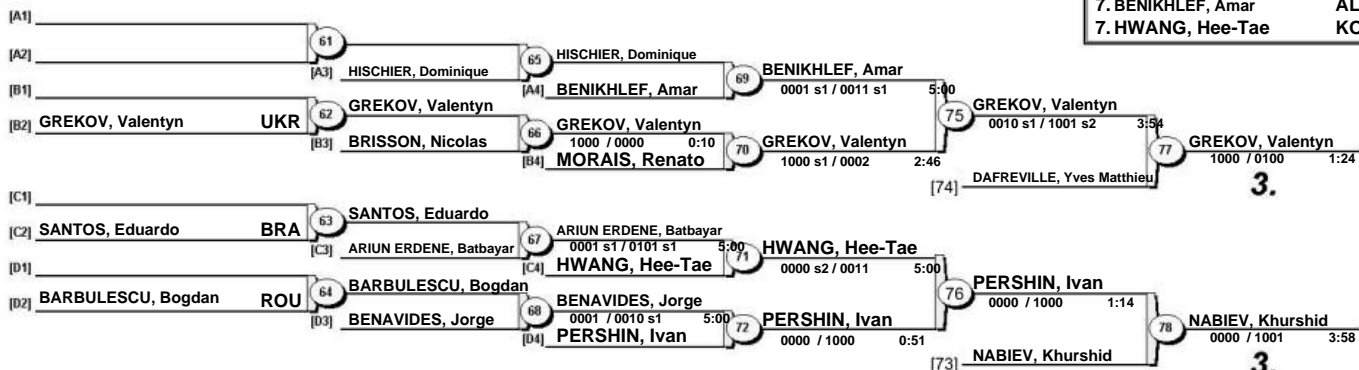 7. BENIKHLEF, Amar AL
7. HWANG, Hee-Tae KO
[A1]
61
[A2]
[A3] HISCHIER, Dominique
65
HISCHIER, Dominique
[A4] BENIKHLEF, Amar
69
BENIKHLEF, Amar
0001 s1 / 0011 s1 5:00
[B1]
[B2] GREKOV, Valentyn UKR
62
GREKOV, Valentyn
[B3] BRISSON, Nicolas
66
GREKOV, Valentyn
1000 / 0000 0:10
[B4] MORAIS, Renato
70
GREKOV, Valentyn
1000 s1 / 0002 2:46
75
GREKOV, Valentyn
0010 s1 / 1001 s2 3:54
[74] DAFREVILLE, Yves Matthieu
77
GREKOV, Valentyn
1000 / 0100 1:24
3.
[C1]
[C2] SANTOS, Eduardo BRA
63
SANTOS, Eduardo
[C3] ARIUN ERDENE, Batbayar
67
ARIUN ERDENE, Batbayar
0001 s1 / 0101 s1 5:00
[C4] HWANG, Hee-Tae
71
HWANG, Hee-Tae
0000 s2 / 0011 5:00
[D1]
[D2] BARBULESCU, Bogdan ROU
64
BARBULESCU, Bogdan
[D3] BENAVIDES, Jorge
68
BENAVIDES, Jorge
0001 / 0010 s1 5:00
[D4] PERSHIN, Ivan
72
PERSHIN, Ivan
0000 / 1000 0:51
76
PERSHIN, Ivan
0000 / 1000 1:14
[73] NABIEV, Khurshid
78
NABIEV, Khurshid
0000 / 1001 3:58
3.